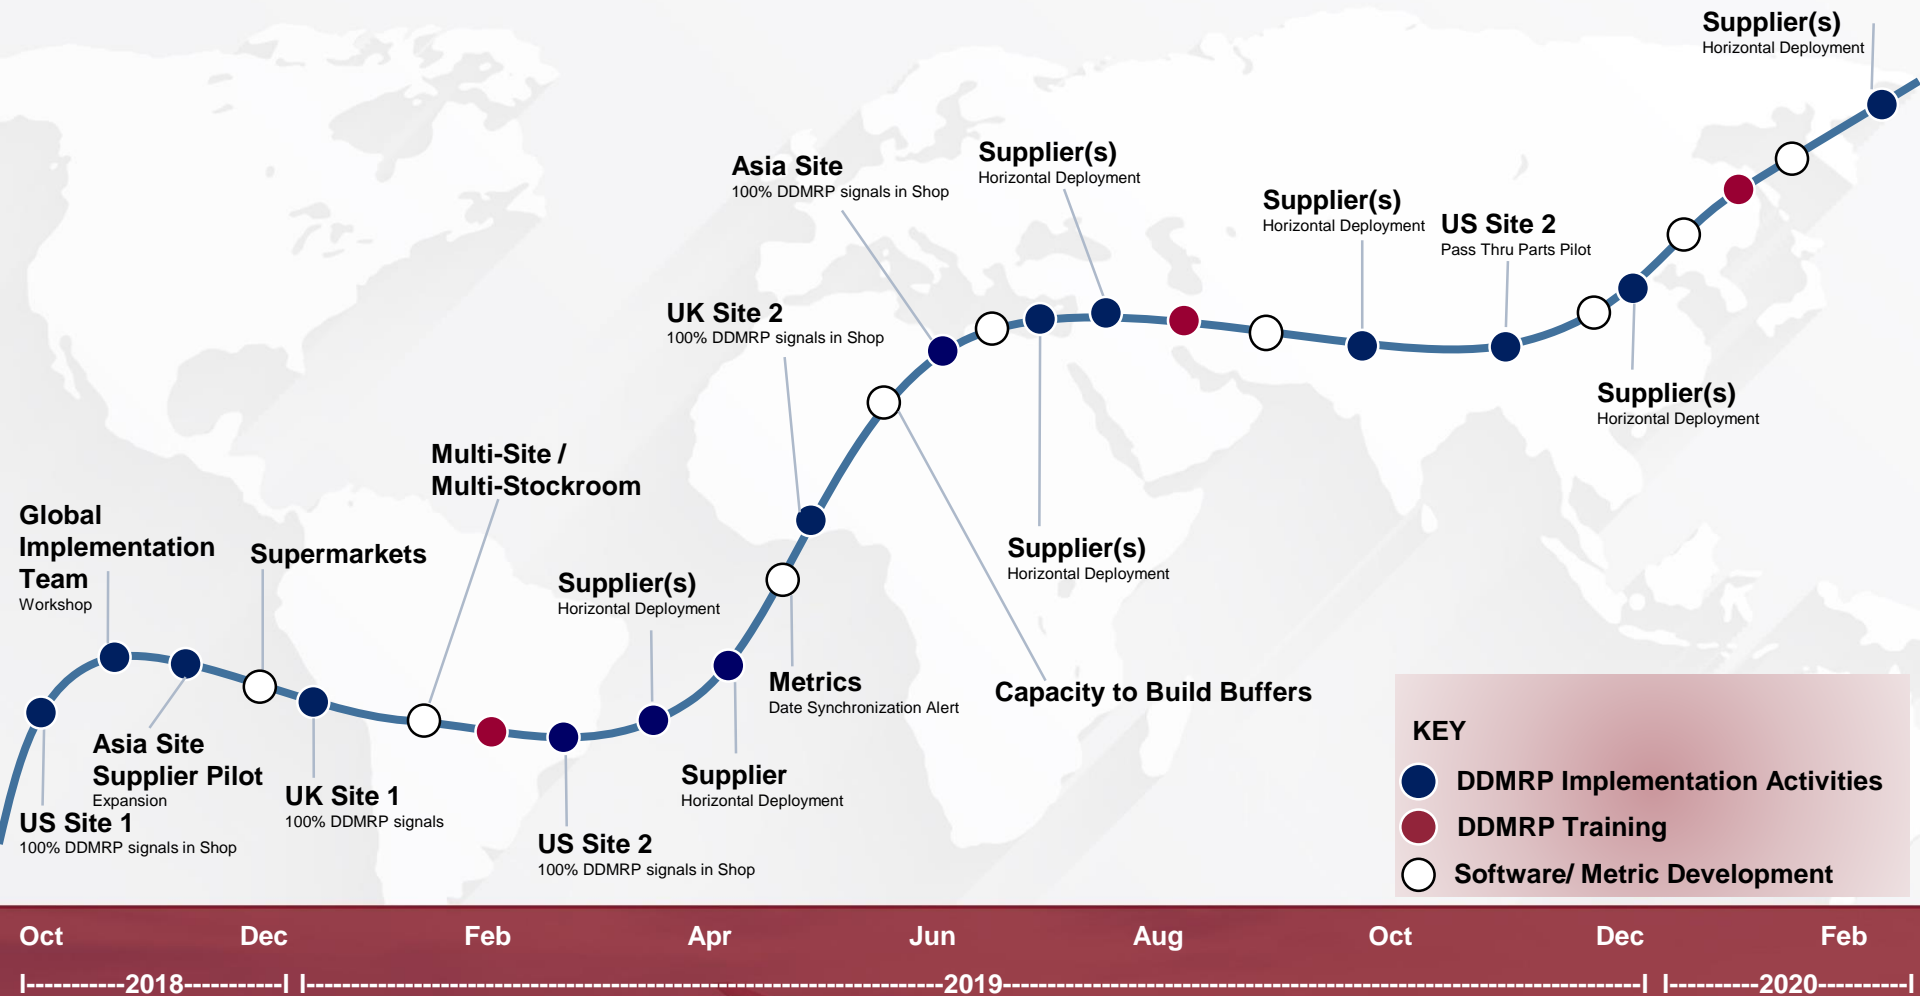 Supplier(s)
Horizontal Deployment
Asia Site
100% DDMRP signals in Shop
Supplier(s)
Horizontal Deployment
Supplier(s)
Horizontal Deployment
US Site 2
Pass Thru Parts Pilot
UK Site 2
100% DDMRP signals in Shop
Supplier(s)
Horizontal Deployment
Multi-Site /
Multi-Stockroom
Global
Implementation
Team
Workshop
Supermarkets
Supplier(s)
Horizontal Deployment
Supplier(s)
Horizontal Deployment
Metrics
Date Synchronization Alert
Capacity to Build Buffers
Asia Site
Supplier Pilot
Expansion
US Site 1
100% DDMRP signals in Shop
UK Site 1
100% DDMRP signals
Supplier
Horizontal Deployment
US Site 2
100% DDMRP signals in Shop
KEY
DDMRP Implementation Activities
DDMRP Training
Software/ Metric Development
Oct Dec Feb Apr Jun Aug Oct Dec Feb
I-----------2018-----------I I-----------------------------------------------------------------------2019-----------------------------------------------------------------------I I----------2020----------I